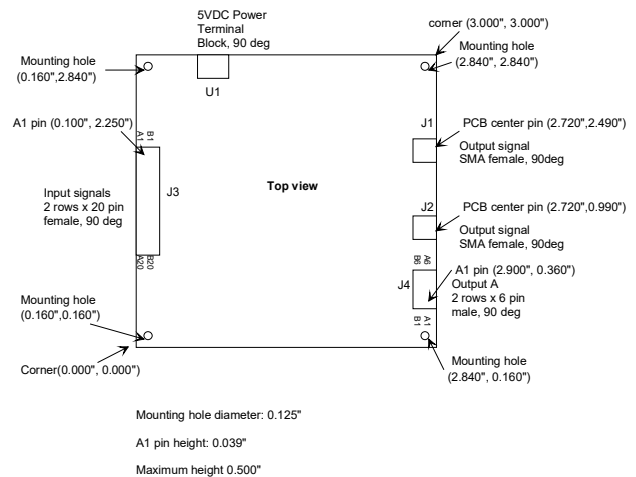 5VDC Power
Terminal
Block, 90 deg
corner (3.000", 3.000")
Mounting hole
(0.160",2.840")
Mounting hole
(2.840", 2.840")
U1
A1 pin (0.100", 2.250")
A1
B1
J1
PCB center pin (2.720",2.490")
Output signal
SMA female, 90deg
Input signals
2 rows x 20 pin
female, 90 deg
J3
Top view
J2
PCB center pin (2.720",0.990")
Output signal
SMA female, 90deg
A20
B20
B6
A6
A1 pin (2.900", 0.360")
J4
Output A
2 rows x 6 pin
male, 90 deg
Mounting hole
(0.160",0.160")
B1
A1
Corner(0.000", 0.000")
Mounting hole
(2.840", 0.160")
Mounting hole diameter: 0.125"
A1 pin height: 0.039"
Maximum height 0.500"